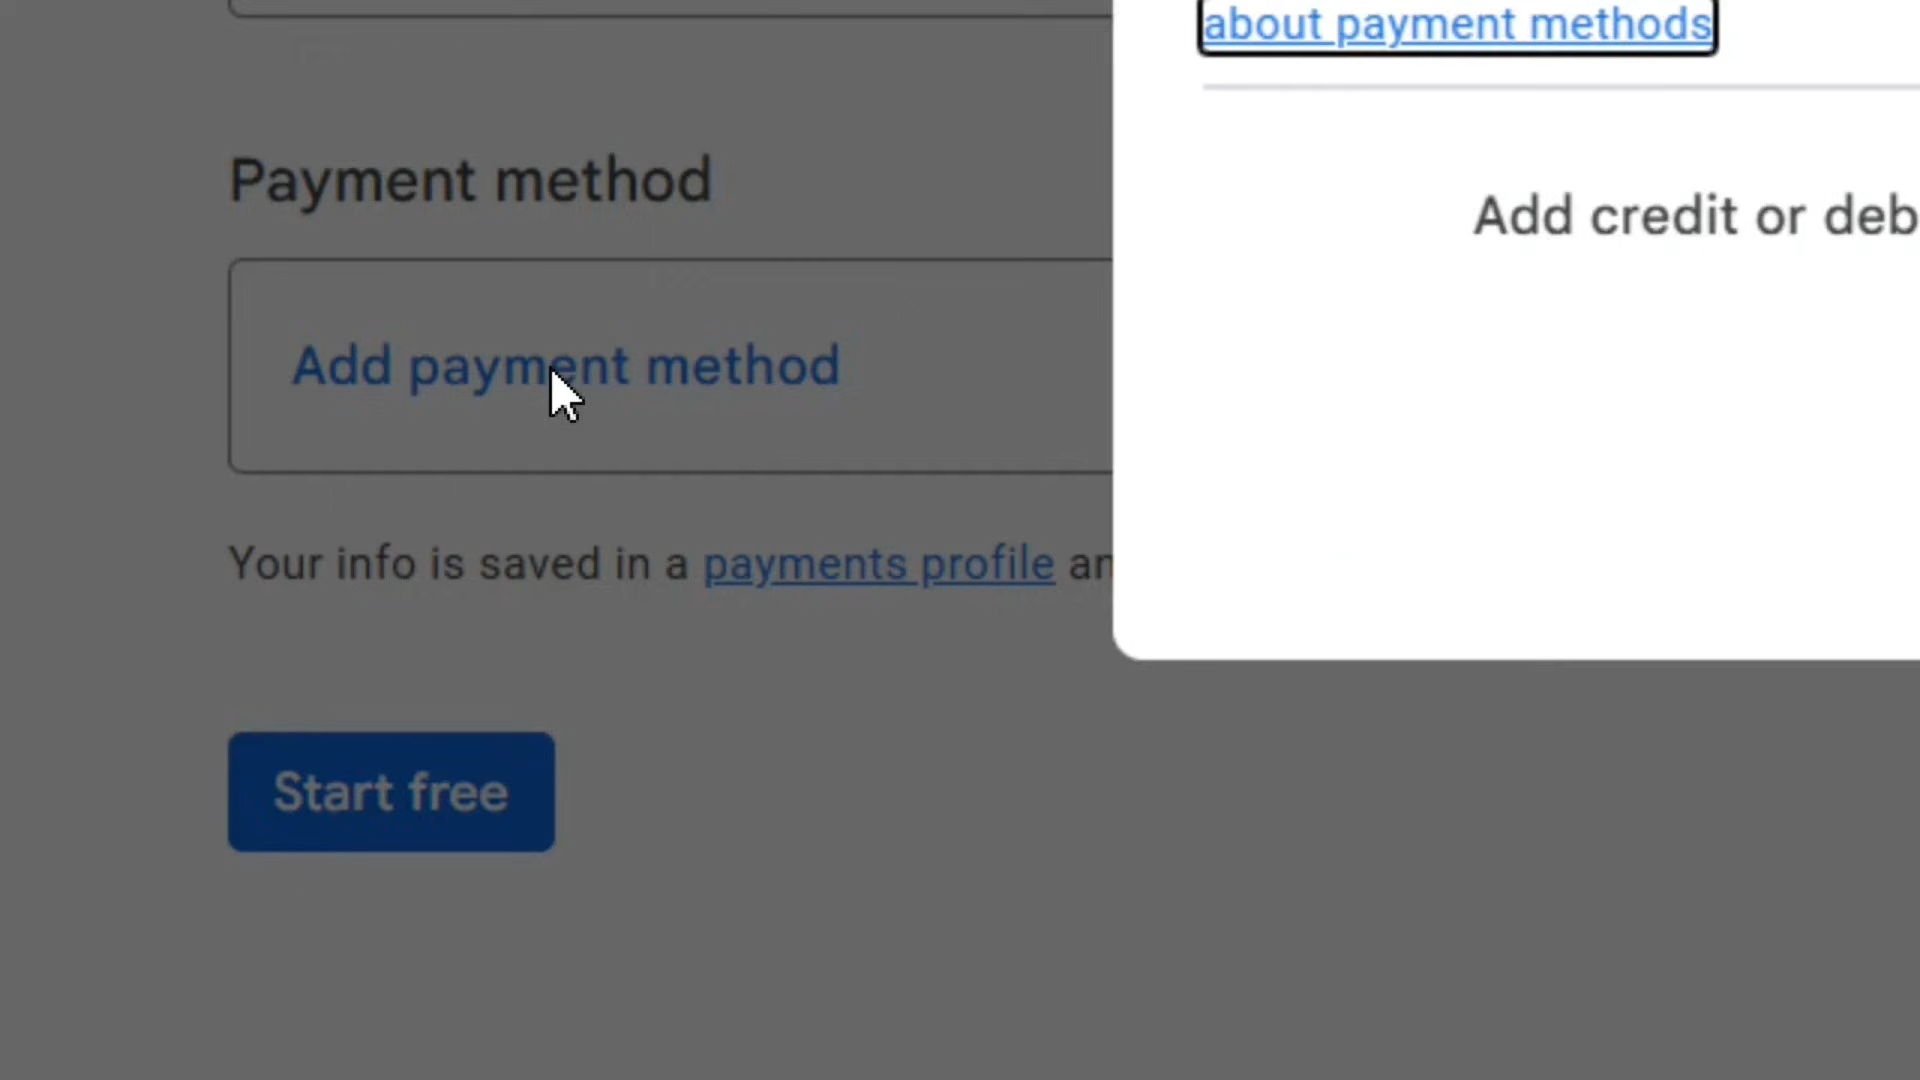 about payment methods
Payment method
Add credit or deb
Add payment method
Your info is saved in a payments profile an
Start free